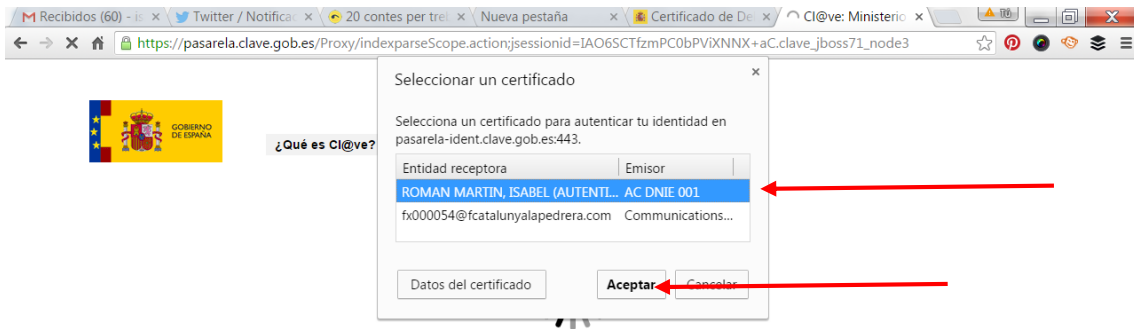 Recibidos (60) - is
Twitter / Notificac
20 contes per trel
Nueva pestaña
Certificado de De
Cl@ve: Ministerio
https://pasarela.clave.gob.es/Proxy/indexparseScope.action;jsessionid=IAO6SCTfzmPC0bPViXNNX+aC.clave_jboss71_node3
GOBIERNO
DE ESPAÑA
¿Qué es Cl@ve?
Seleccionar un certificado
Selecciona un certificado para autenticar tu identidad en
pasarela-ident.clave.gob.es:443.
Entidad receptora Emisor
ROMAN MARTIN, ISABEL (AUTENTI... AC DNIE 001
fx000054@fcatalunyalapedrera.com Communications...
Datos del certificado Aceptar Cancelar